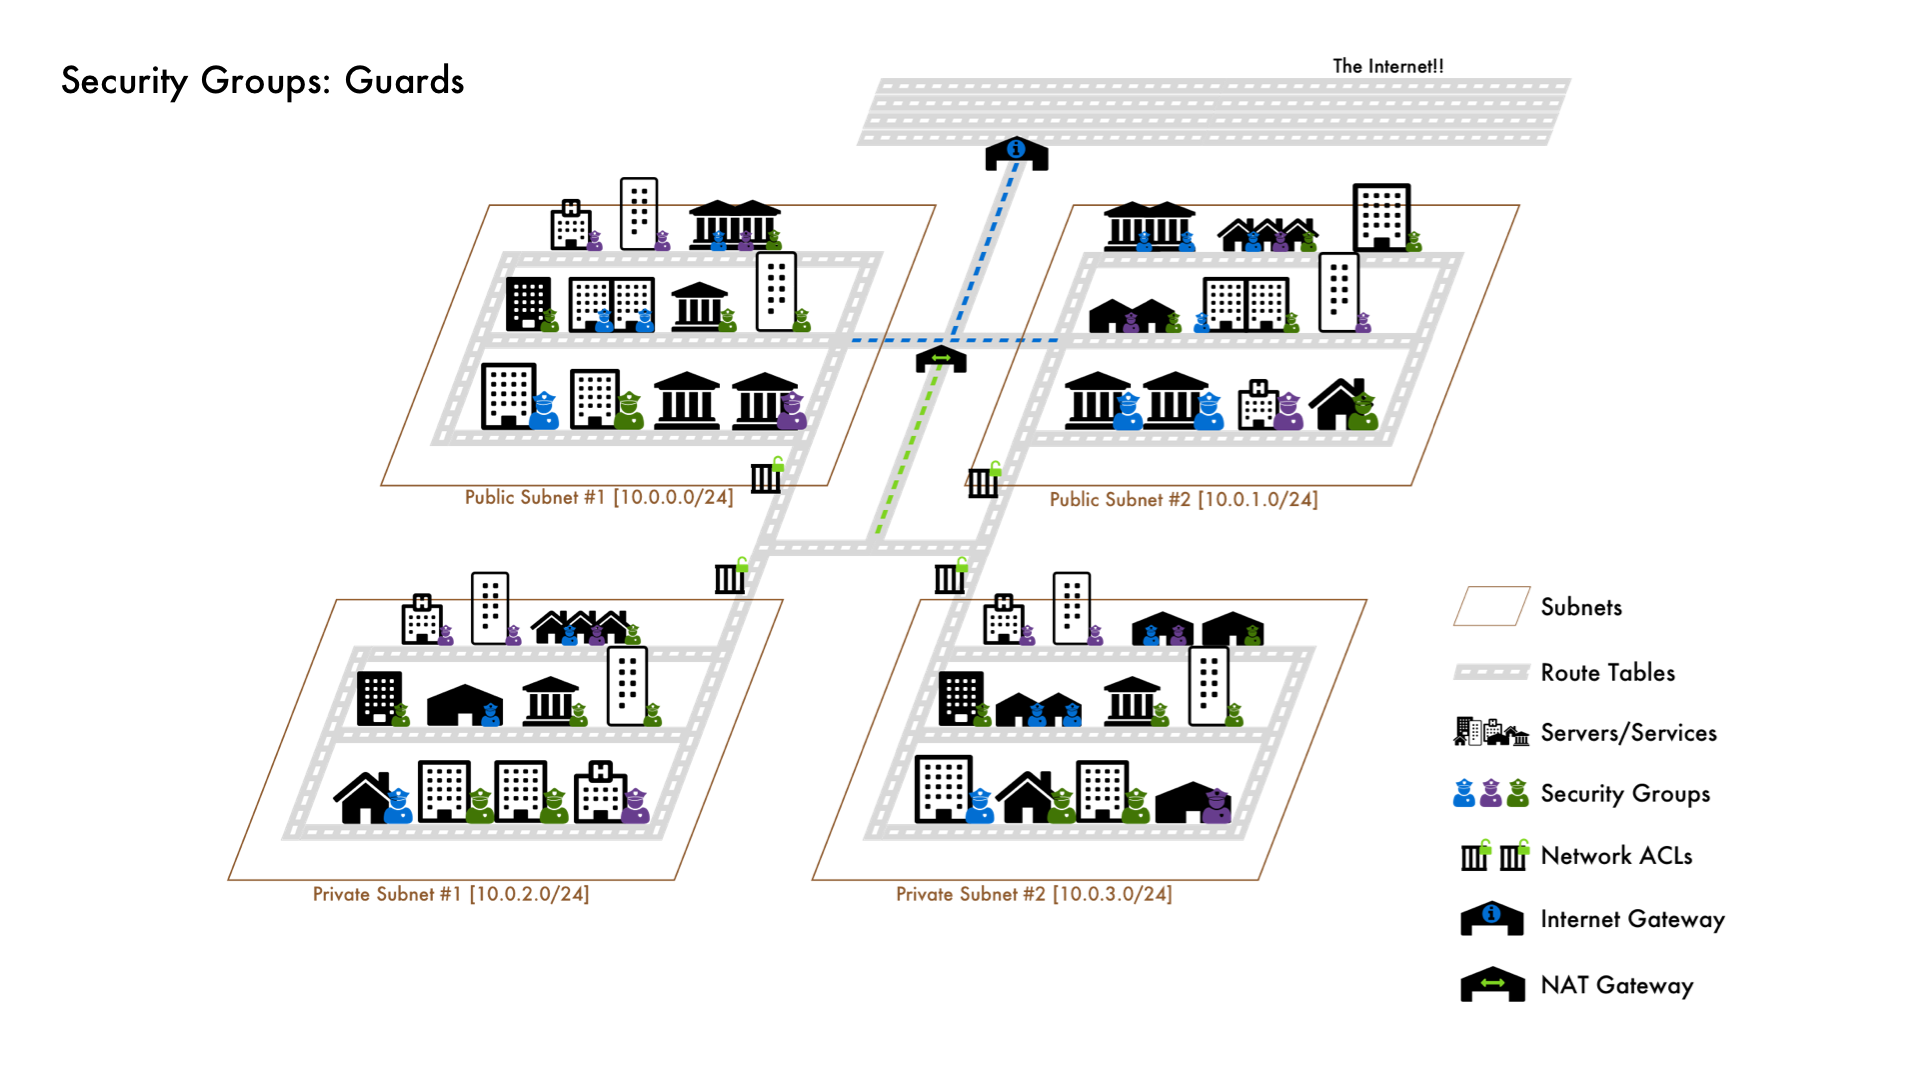 Security Groups: Guards
The Internet!!
Public Subnet #1 [10.0.0.0/24]
Public Subnet #2 [10.0.1.0/24]
Private Subnet #1 [10.0.2.0/24]
Private Subnet #2 [10.0.3.0/24]
Subnets
Route Tables
Servers/Services
Security Groups
Network ACLs
Internet Gateway
NAT Gateway